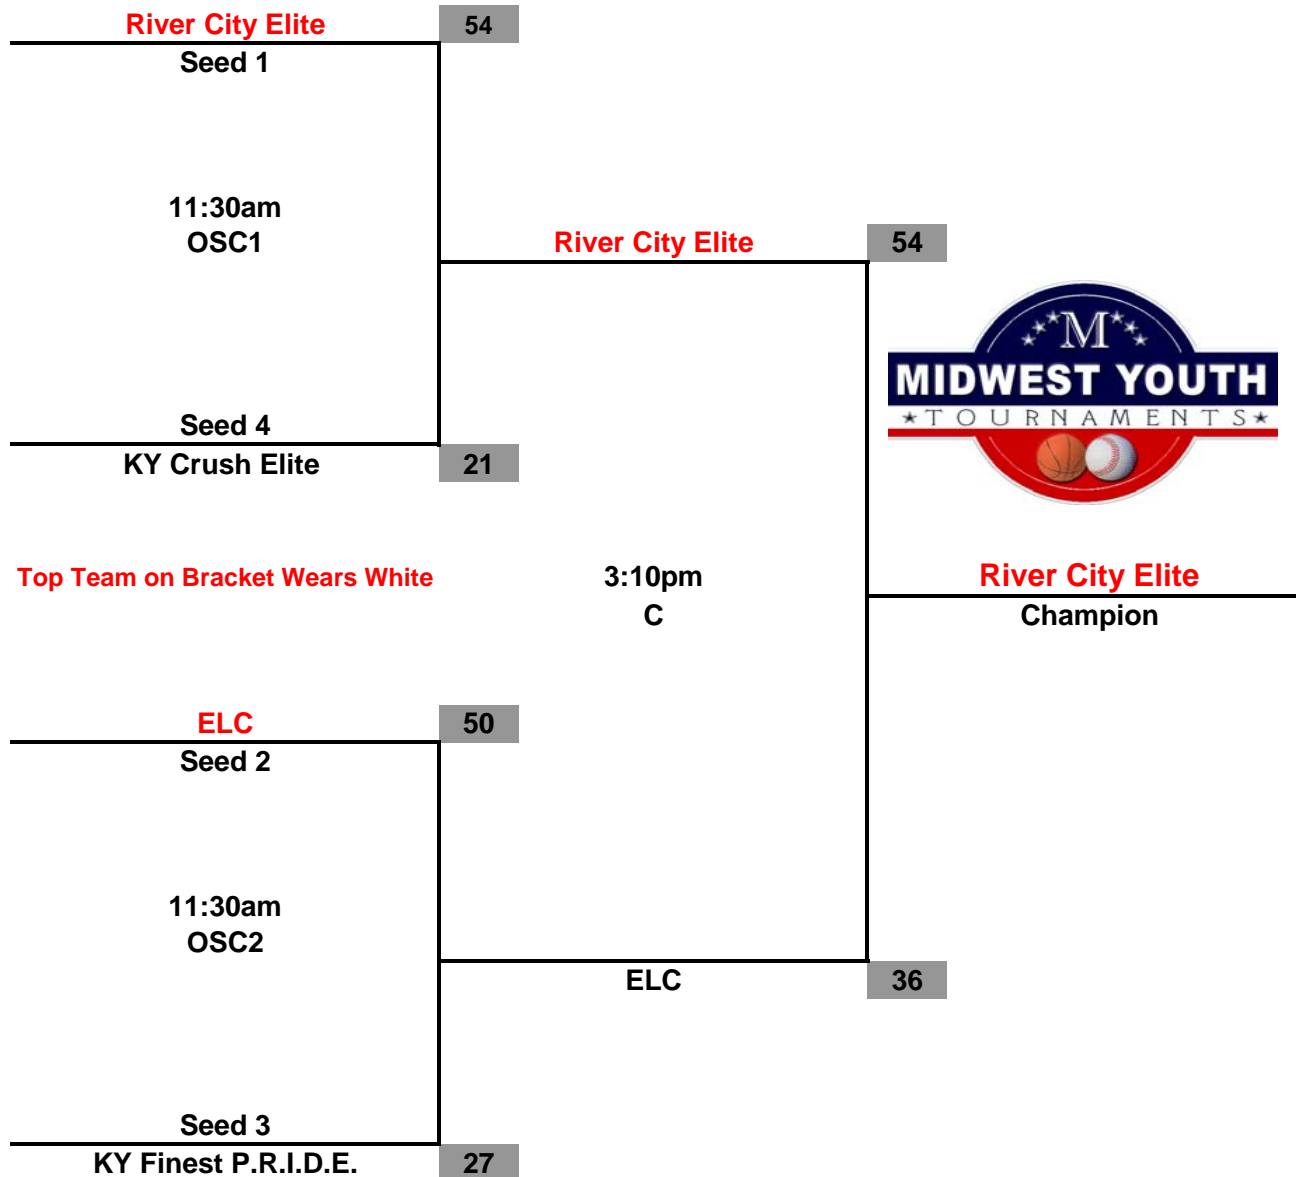 River City Elite 54
Seed 1
11:30am
OSC1
River City Elite 54
M
MIDWEST YOUTH
TOURNAMENTS
Seed 4
KY Crush Elite 21
Top Team on Bracket Wears White
3:10pm
C
River City Elite
Champion
ELC 50
Seed 2
11:30am
OSC2
ELC 36
Seed 3
KY Finest P.R.I.D.E. 27